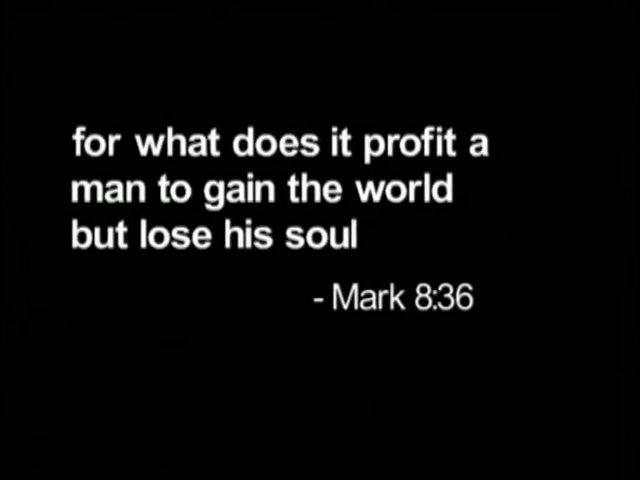 for what does it profit a
man to gain the world
but lose his soul
- Mark 8:36